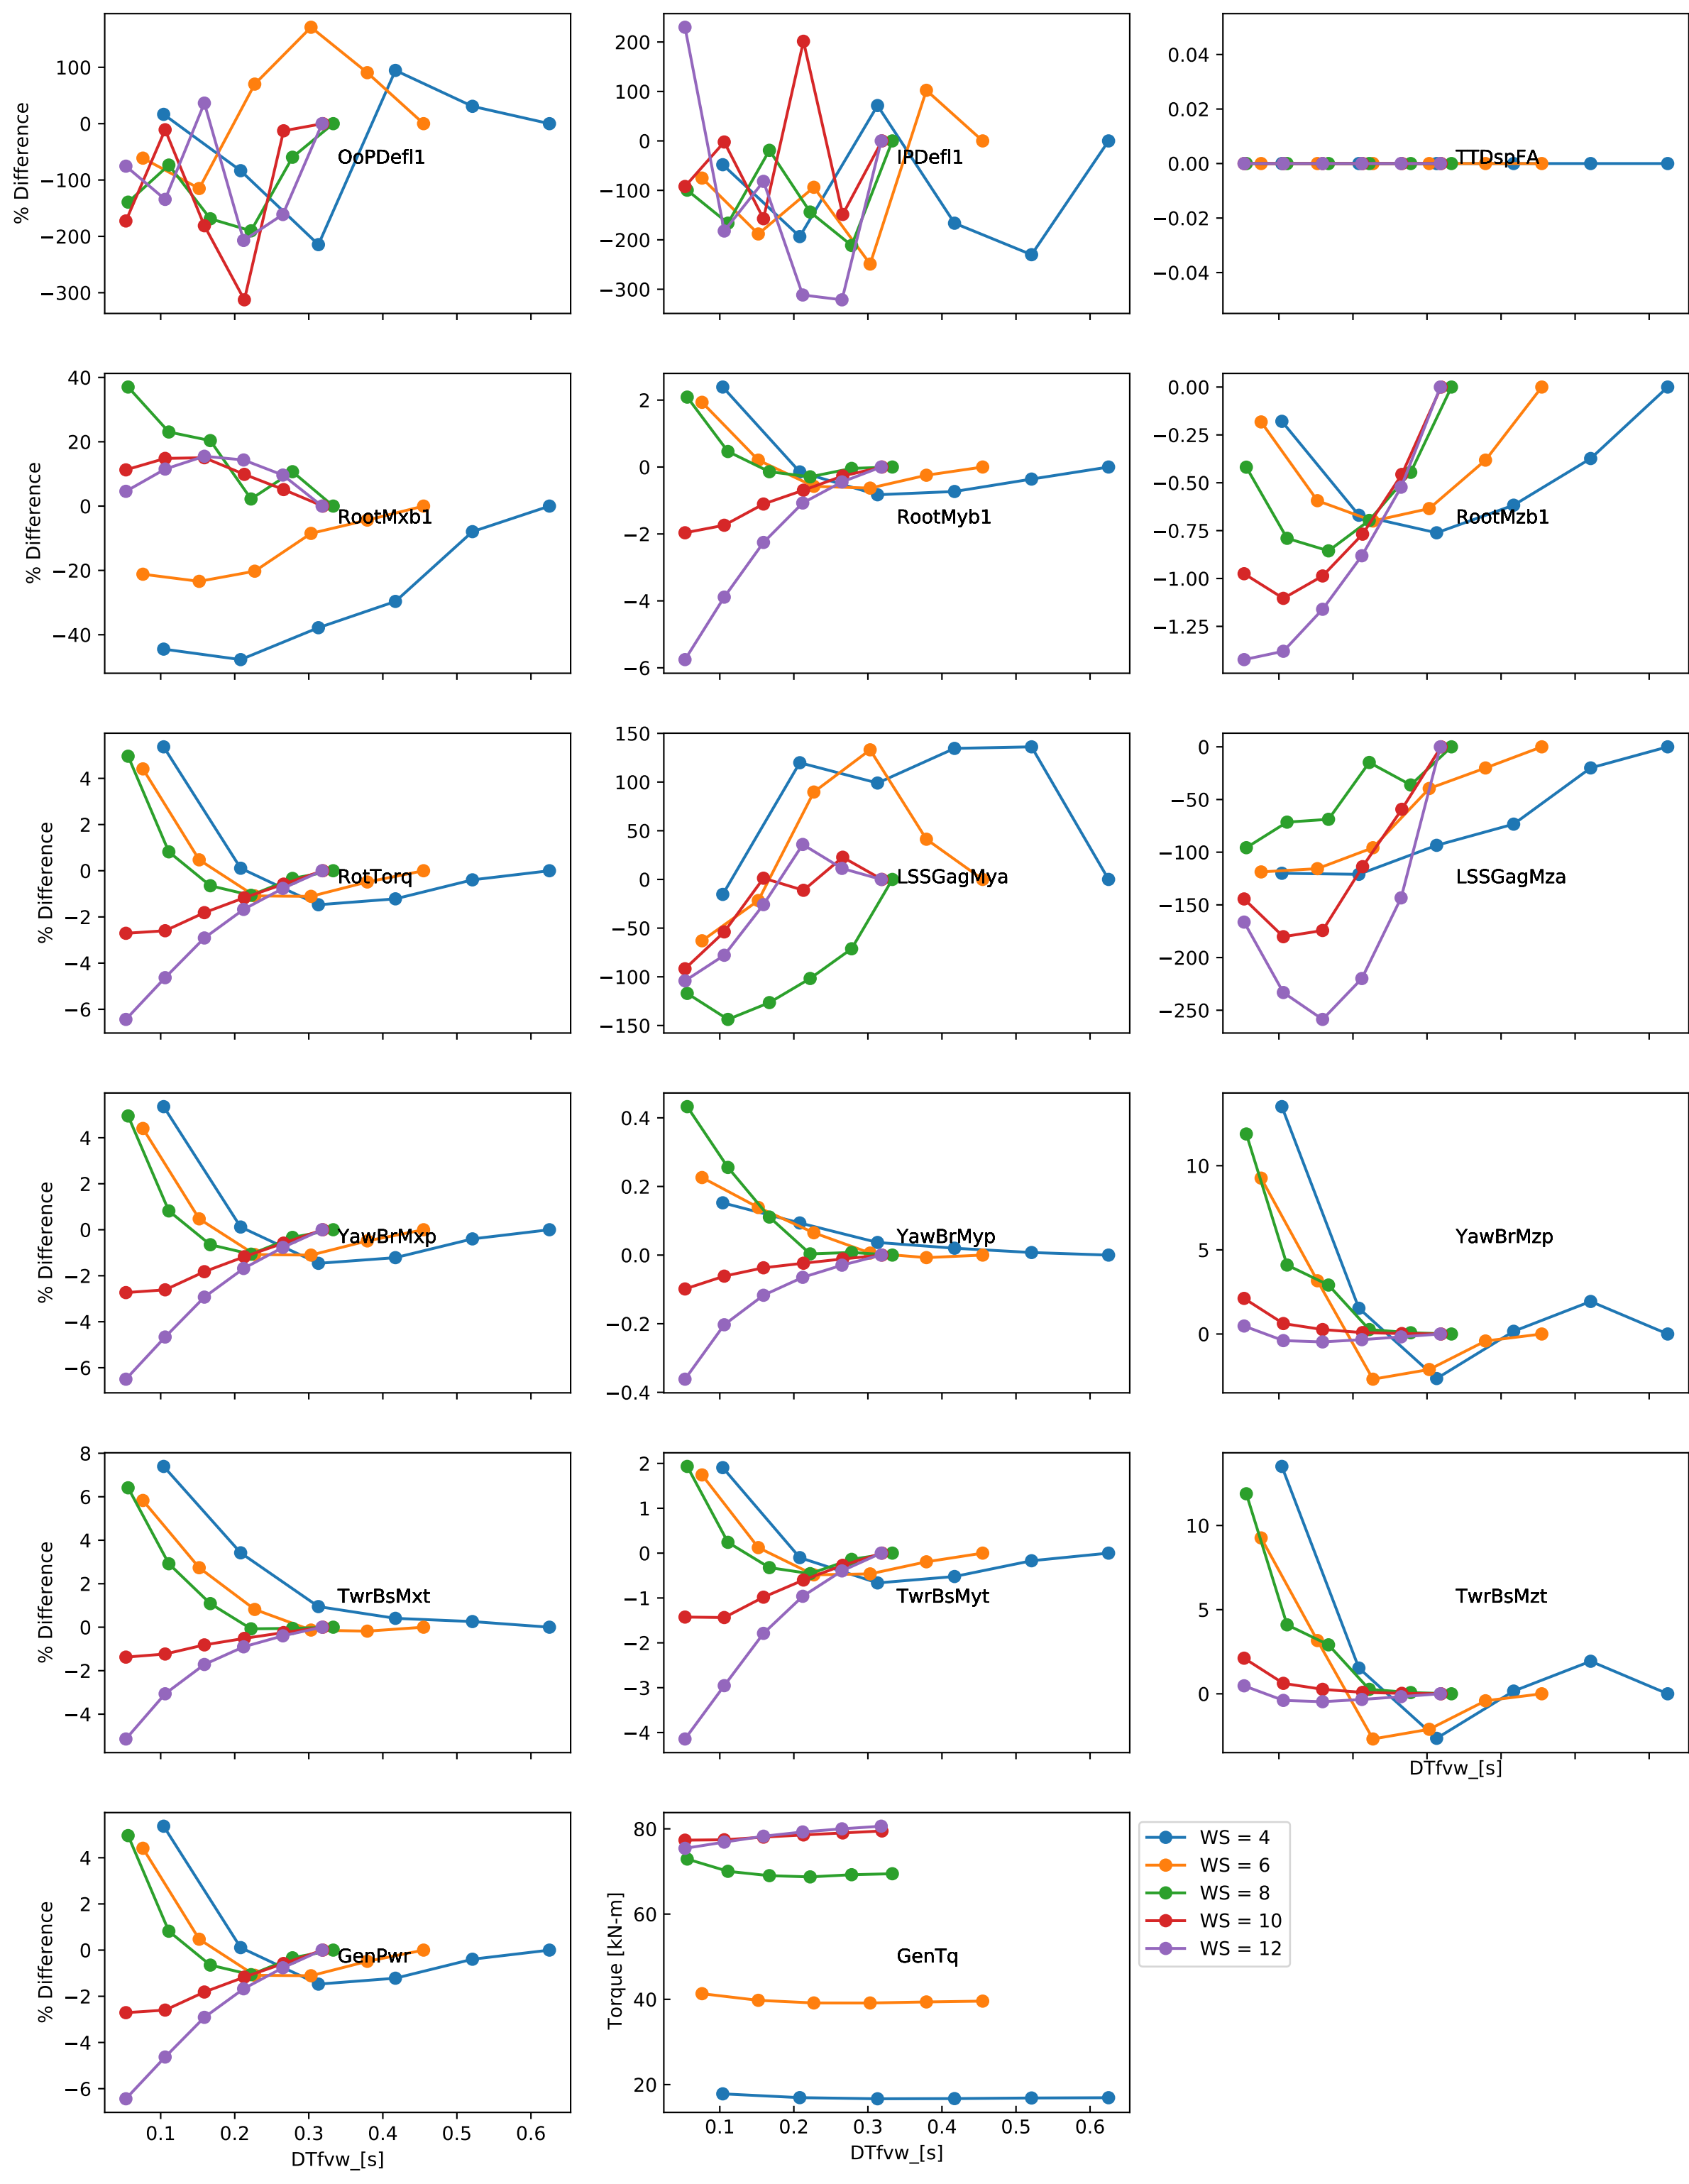 100
0
−100
−200
−300
% Difference
OoPDefl1
200
100
0
−100
−200
−300
IPDefl1
0.04
0.02
0.00
−0.02
−0.04
TTDspFA
40
20
0
−20
−40
% Difference
RootMxb1
2
0
−2
−4
−6
RootMyb1
0.00
−0.25
−0.50
−0.75
−1.00
−1.25
RootMzb1
4
2
0
−2
−4
−6
% Difference
RotTorq
150
100
50
0
−50
−100
−150
LSSGagMya
0
−50
−100
−150
−200
−250
LSSGagMza
4
2
0
−2
−4
−6
% Difference
YawBrMxp
0.4
0.2
0.0
−0.2
−0.4
YawBrMyp
10
5
0
YawBrMzp
8
6
4
2
0
−2
−4
% Difference
TwrBsMxt
2
1
0
−1
−2
−3
−4
TwrBsMyt
10
5
0
TwrBsMzt
DTfvw_[s]
4
2
0
−2
−4
−6
% Difference
GenPwr
0.1 0.2 0.3 0.4 0.5 0.6
DTfvw_[s]
80
60
40
20
Torque [kN-m]
GenTq
0.1 0.2 0.3 0.4 0.5 0.6
DTfvw_[s]
WS = 4
WS = 6
WS = 8
WS = 10
WS = 12